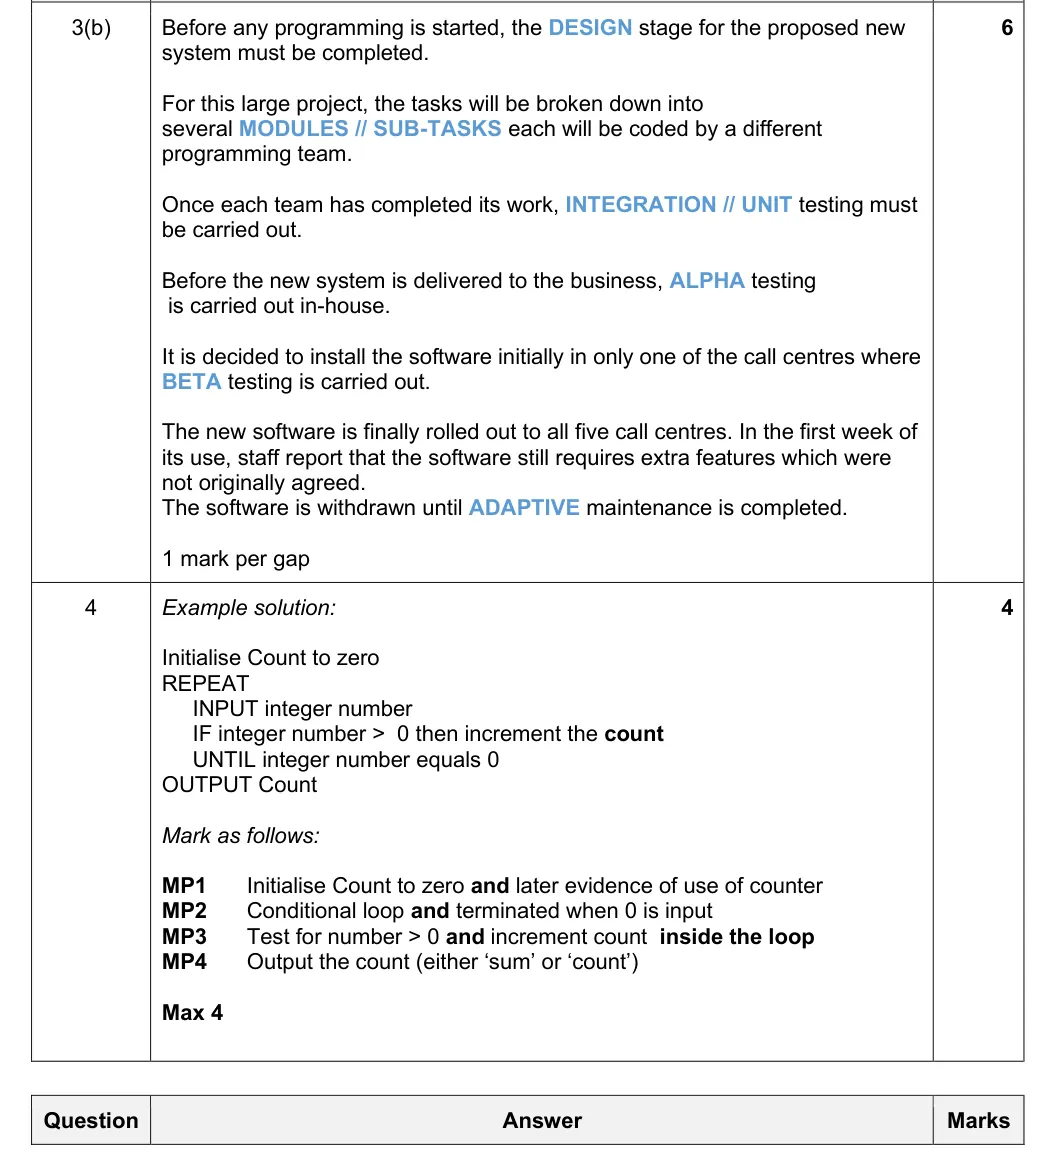 3(b)
Before any programming is started, the DESIGN stage for the proposed new
system must be completed.
For this large project, the tasks will be broken down into
several MODULES // SUB-TASKS each will be coded by a different
programming team.
Once each team has completed its work, INTEGRATION // UNIT testing must
be carried out.
Before the new system is delivered to the business, ALPHA testing
is carried out in-house.
It is decided to install the software initially in only one of the call centres where
BETA testing is carried out.
The new software is finally rolled out to all five call centres. In the first week of
its use, staff report that the software still requires extra features which were
not originally agreed.
The software is withdrawn until ADAPTIVE maintenance is completed.
1 mark per gap
6
4
Example solution:
Initialise Count to zero
REPEAT
INPUT integer number
IF integer number > 0 then increment the count
UNTIL integer number equals 0
OUTPUT Count
Mark as follows:
MP1 Initialise Count to zero and later evidence of use of counter
MP2 Conditional loop and terminated when 0 is input
MP3 Test for number > 0 and increment count inside the loop
MP4 Output the count (either ‘sum’ or ‘count’)
Max 4
4
Question Answer Marks